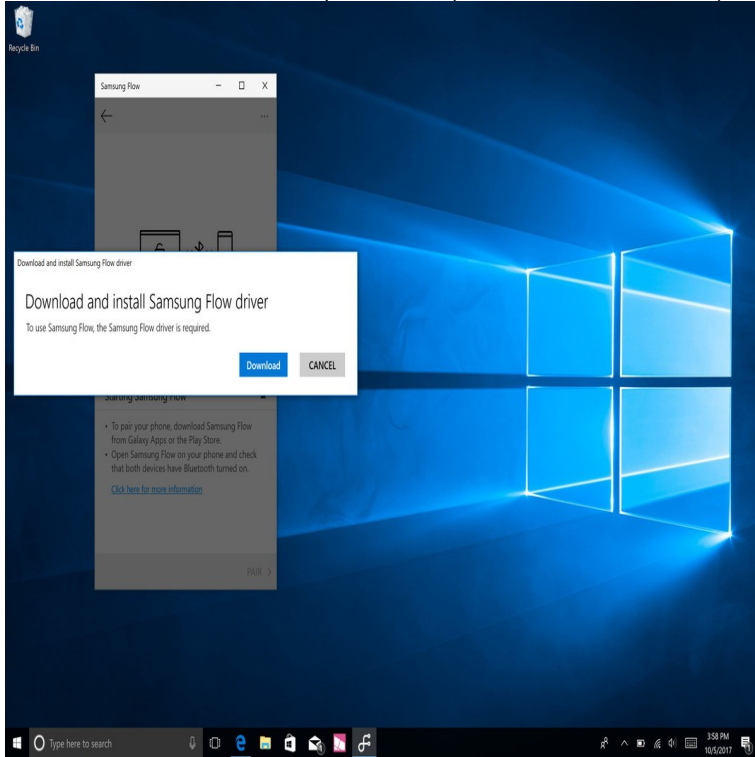 Recycle Bin
Samsung Flow
Download and install Samsung Flow driver
Download and install Samsung Flow driver
To use Samsung Flow, the Samsung Flow driver is required.
Download
CANCEL
Starting Samsung Flow
• To pair your phone, download Samsung Flow
from Galaxy Apps or the Play Store.
• Open Samsung Flow on your phone and check
that both devices have Bluetooth turned on.
Click here for more information
PAIR >
Type here to search
3:58 PM
10/5/2017